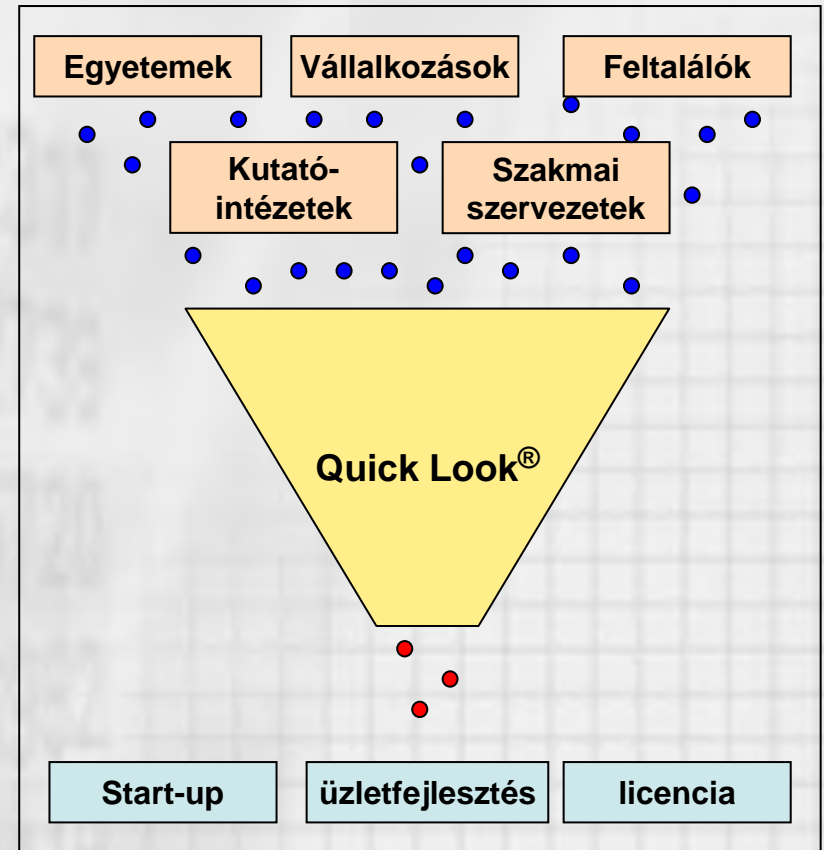 Egyetemek
Vállalkozások
Feltalálók
Kutató-
intézetek
Szakmai
szervezetek
Quick Look®
Start-up
üzletfejlesztés
licencia